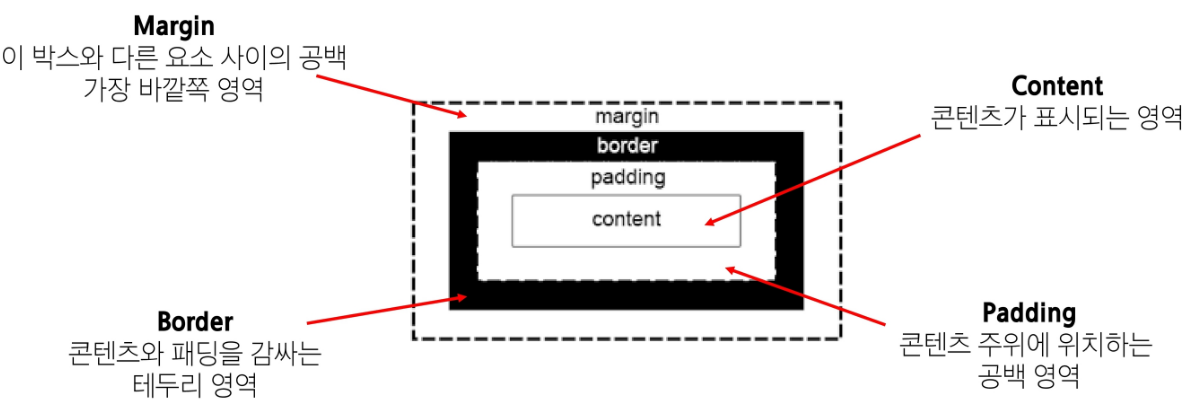 Margin
이 박스와 다른 요소 사이의 공백
가장 바깥쪽 영역
Content
콘텐츠가 표시되는 영역
margin
border
padding
content
Border
콘텐츠와 패딩을 감싸는
테두리 영역
Padding
콘텐츠 주위에 위치하는
공백 영역